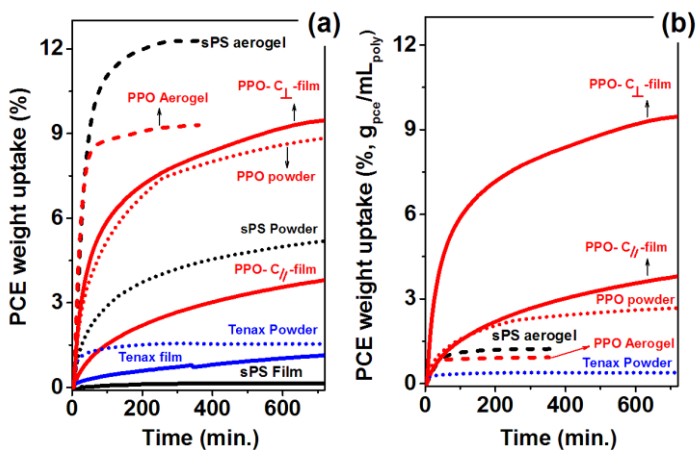 (a)
PCE weight uptake (%)
12
9
6
3
0
0
200
400
600
Time (min.)
sPS aerogel
PPO Aerogel
PPO- C⊥-film
PPO powder
sPS Powder
PPO- C//-film
Tenax Powder
Tenax film
sPS Film
(b)
PCE weight uptake (%, gpce/mLpoly)
12
9
6
3
0
0
200
400
600
Time (min.)
PPO- C⊥-film
PPO- C//-film
PPO powder
sPS aerogel
PPO Aerogel
Tenax Powder